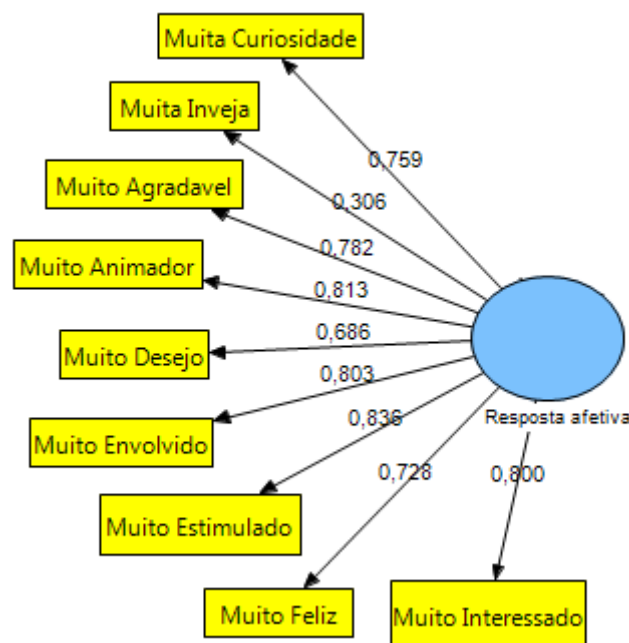 Muita Curiosidade
Muita Inveja
0,759
Muito Agradavel
0,306
0,782
Muito Animador
0,813
0,686
Muito Desejo
0,803
Resposta afetiva
0,836
Muito Envolvido
0,728
0,800
Muito Estimulado
Muito Feliz
Muito Interessado